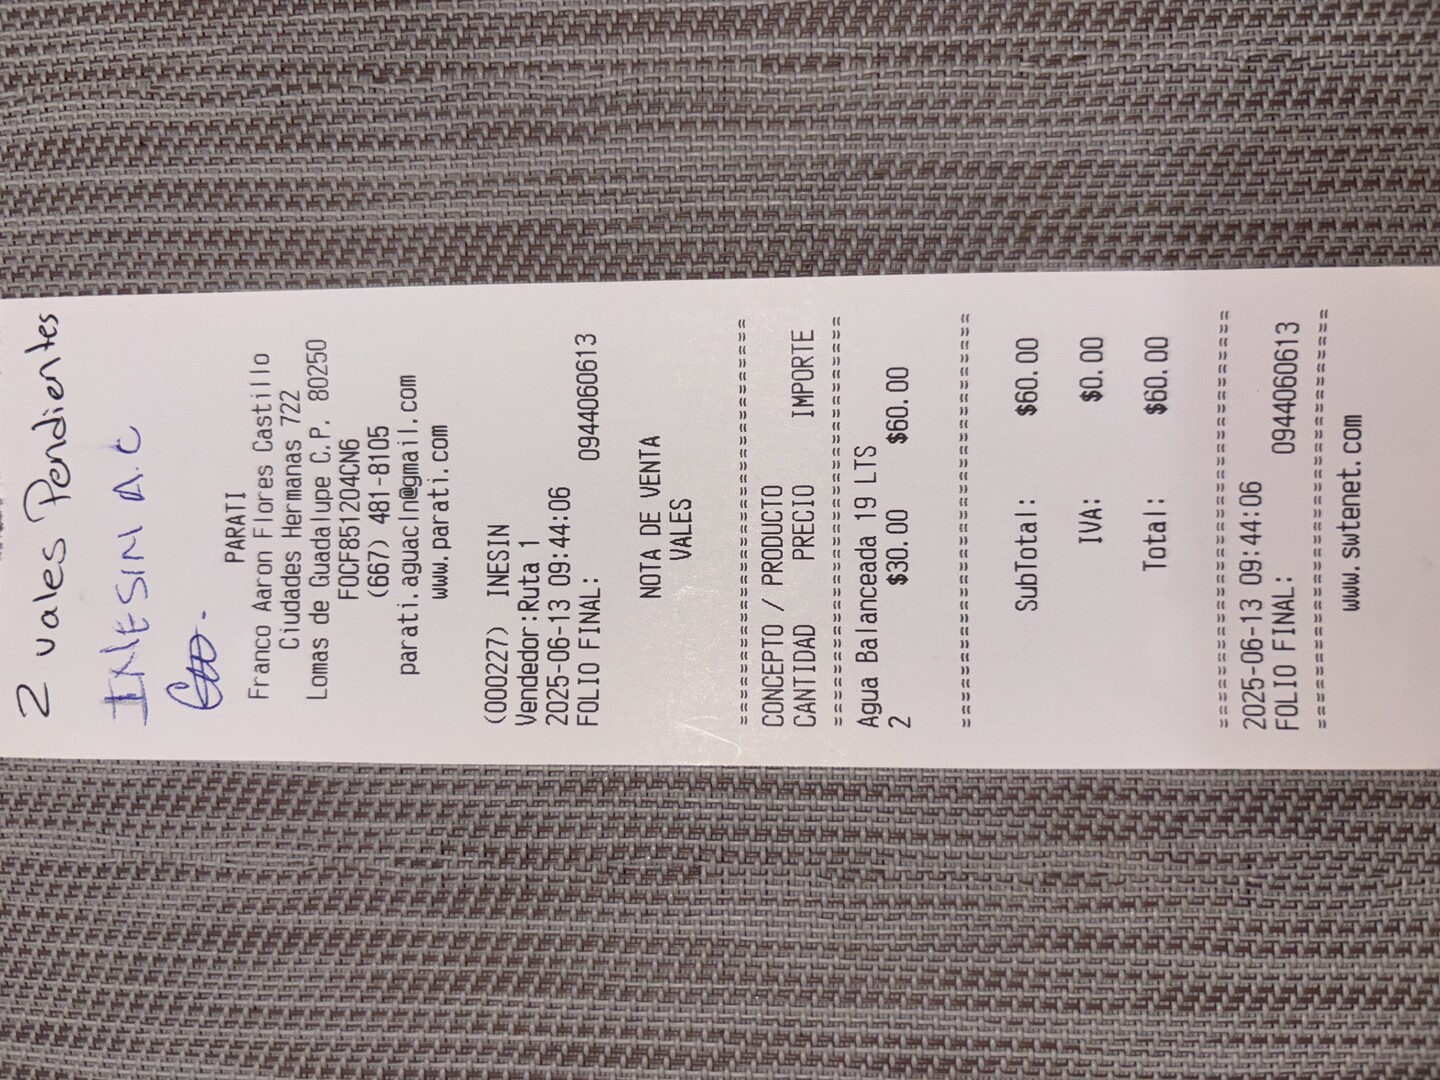 2 vales Pendientes
INESIN A.C
PARATI
Franco Aaron Flores Castillo
Ciudades Hermanas 722
Lomas de Guadalupe C.P. 80250
FOCF851204CN6
(667) 481-8105
parati.aguacln@gmail.com
www.parati.com
(000227) INESIN
Vendedor:Ruta 1
2025-06-13 09:44:06
FOLIO FINAL: 0944060613
NOTA DE VENTA
VALES
================================
CONCEPTO / PRODUCTO
CANTIDAD PRECIO IMPORTE
================================
Agua Balanceada 19 LTS
2 $30.00 $60.00
================================
SubTotal: $60.00
IVA: $0.00
Total: $60.00
================================
2025-06-13 09:44:06
FOLIO FINAL: 0944060613
================================
www.swtenet.com